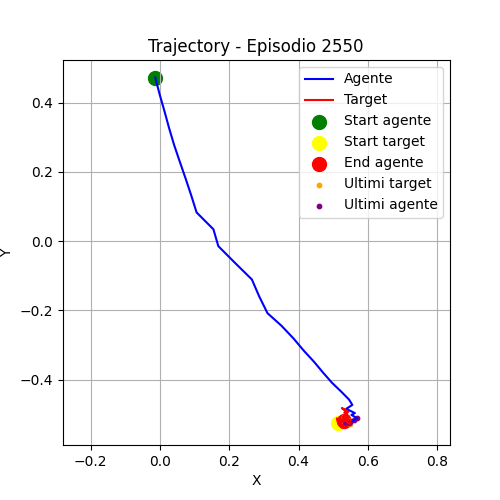 Trajectory - Episodio 2550
Agente
Target
Start agente
Start target
End agente
Ultimi target
Ultimi agente
Y
0.4
0.2
0.0
−0.2
−0.4
−0.2
0.0
0.2
0.4
0.6
0.8
X